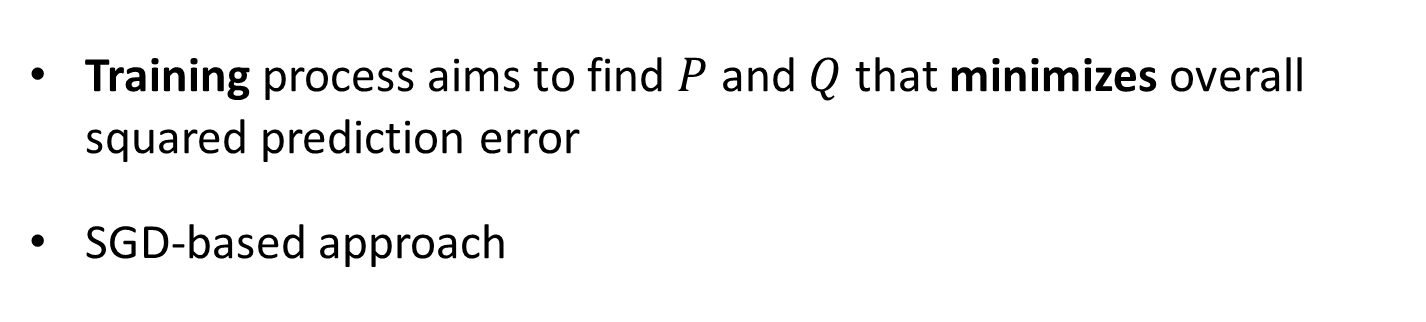 • Training process aims to find P and Q that minimizes overall
squared prediction error
• SGD-based approach